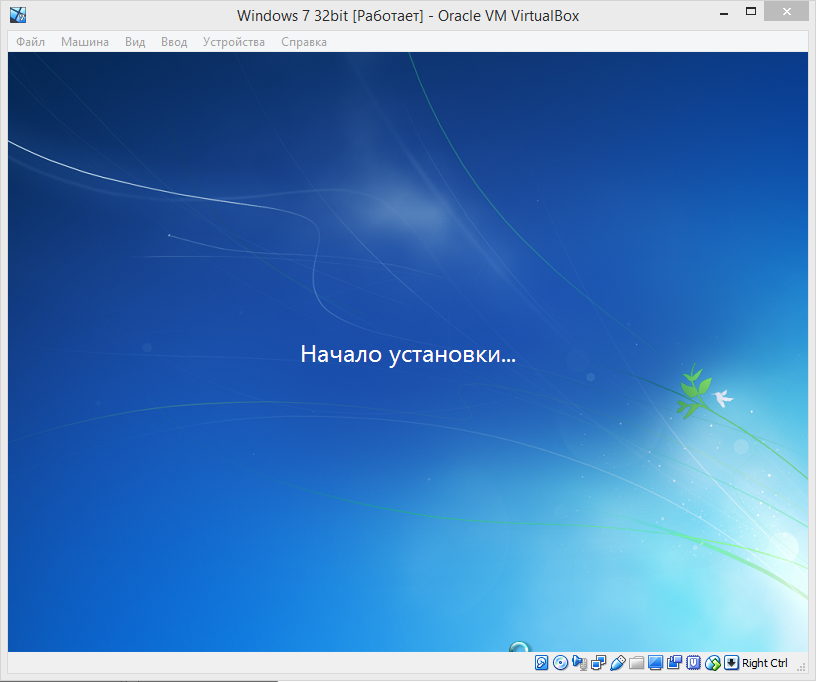 Windows 7 32bit [Работает] - Oracle VM VirtualBox
Файл Машина Вид Ввод Устройства Справка
Начало установки...
Right Ctrl